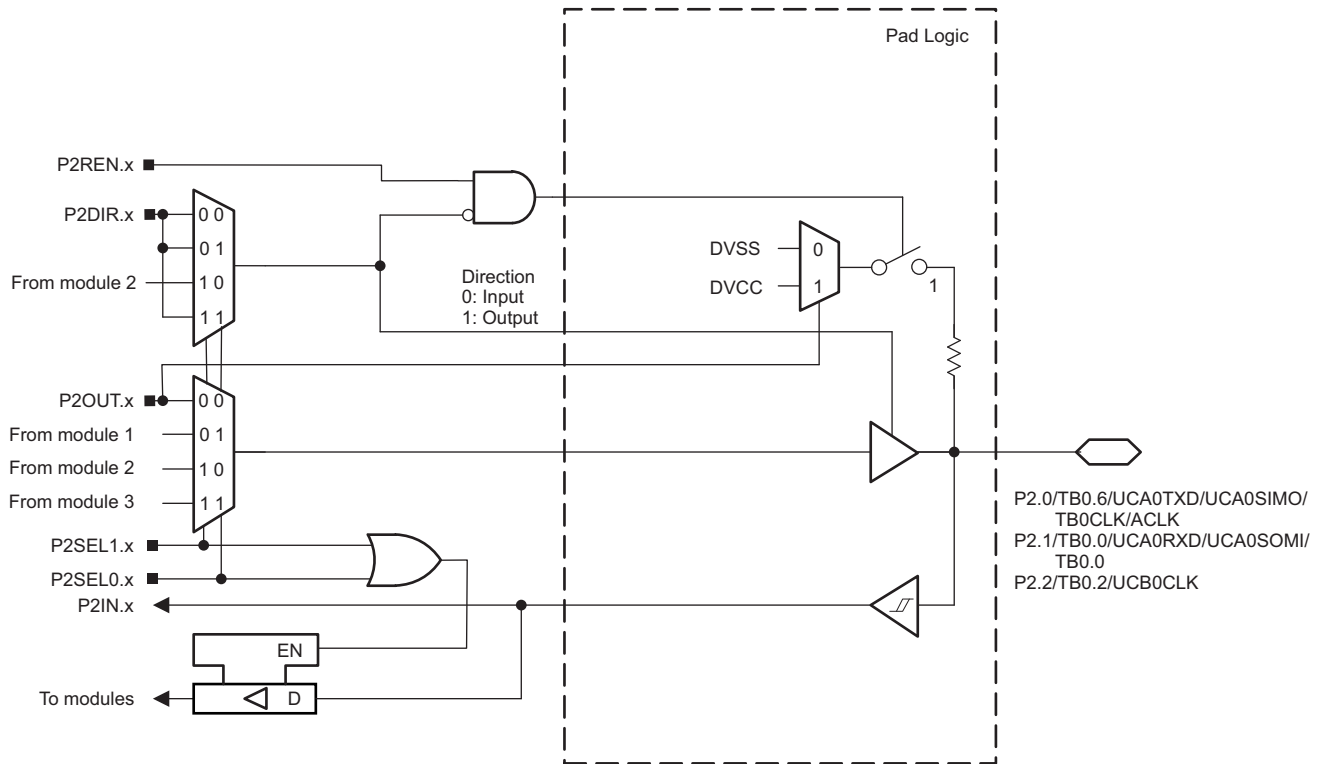 Pad Logic
P2REN.x
P2DIR.x
0 0
0 1
From module 2
1 0
1 1
Direction
0: Input
1: Output
DVSS
0
DVCC
1
1
P2OUT.x
0 0
From module 1
0 1
From module 2
1 0
From module 3
1 1
P2SEL1.x
P2SEL0.x
P2IN.x
EN
To modules
D
P2.0/TB0.6/UCA0TXD/UCA0SIMO/
TB0CLK/ACLK
P2.1/TB0.0/UCA0RXD/UCA0SOMI/
TB0.0
P2.2/TB0.2/UCB0CLK